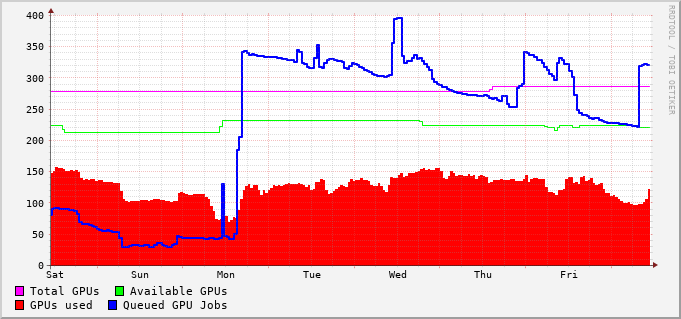 400
350
300
250
200
150
100
50
0
Sat Sun Mon Tue Wed Thu Fri
Total GPUs Available GPUs
GPUs used Queued GPU Jobs
RRDTOOL / TOBI OETIKER